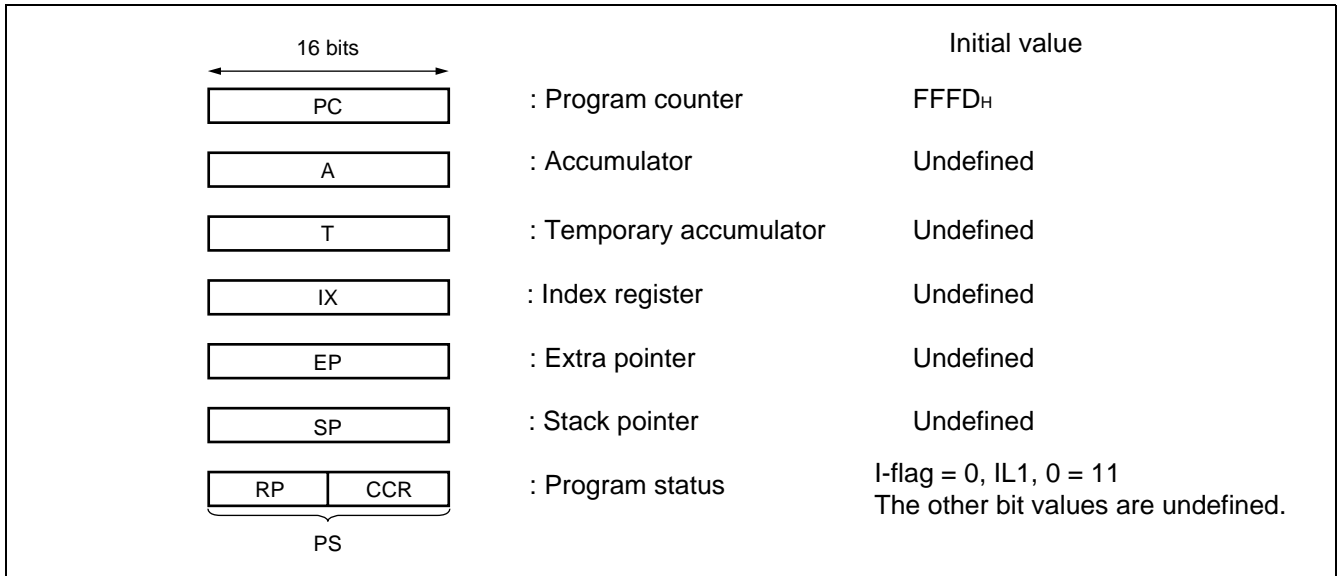 16 bits Initial value
PC : Program counter FFFDH
A : Accumulator Undefined
T : Temporary accumulator Undefined
IX : Index register Undefined
EP : Extra pointer Undefined
SP : Stack pointer Undefined
RP CCR : Program status I-flag = 0, IL1, 0 = 11
The other bit values are undefined.
PS